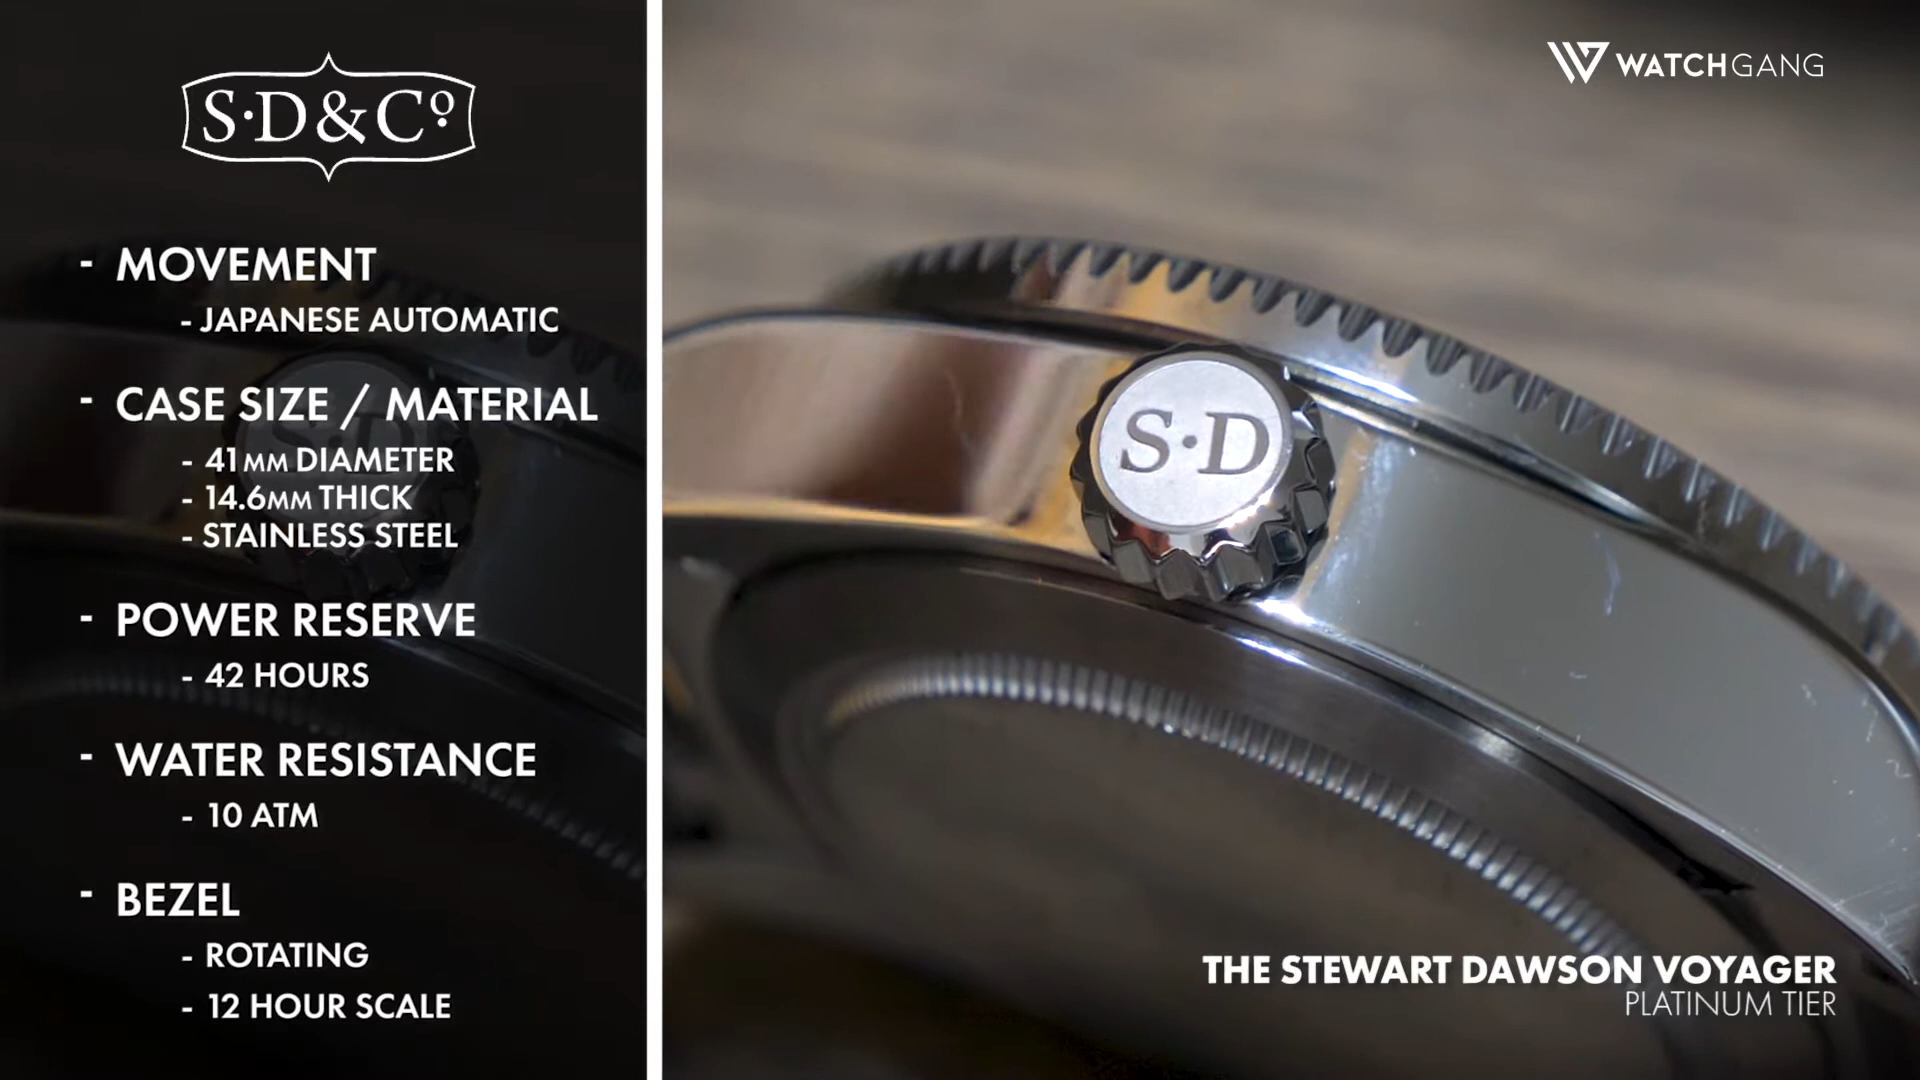 S·D&Cº
- MOVEMENT
- JAPANESE AUTOMATIC
- CASE SIZE / MATERIAL
- 41MM DIAMETER
- 14.6MM THICK
- STAINLESS STEEL
- POWER RESERVE
- 42 HOURS
- WATER RESISTANCE
- 10 ATM
- BEZEL
- ROTATING
- 12 HOUR SCALE
WATCHGANG
S·D
THE STEWART DAWSON VOYAGER
PLATINUM TIER